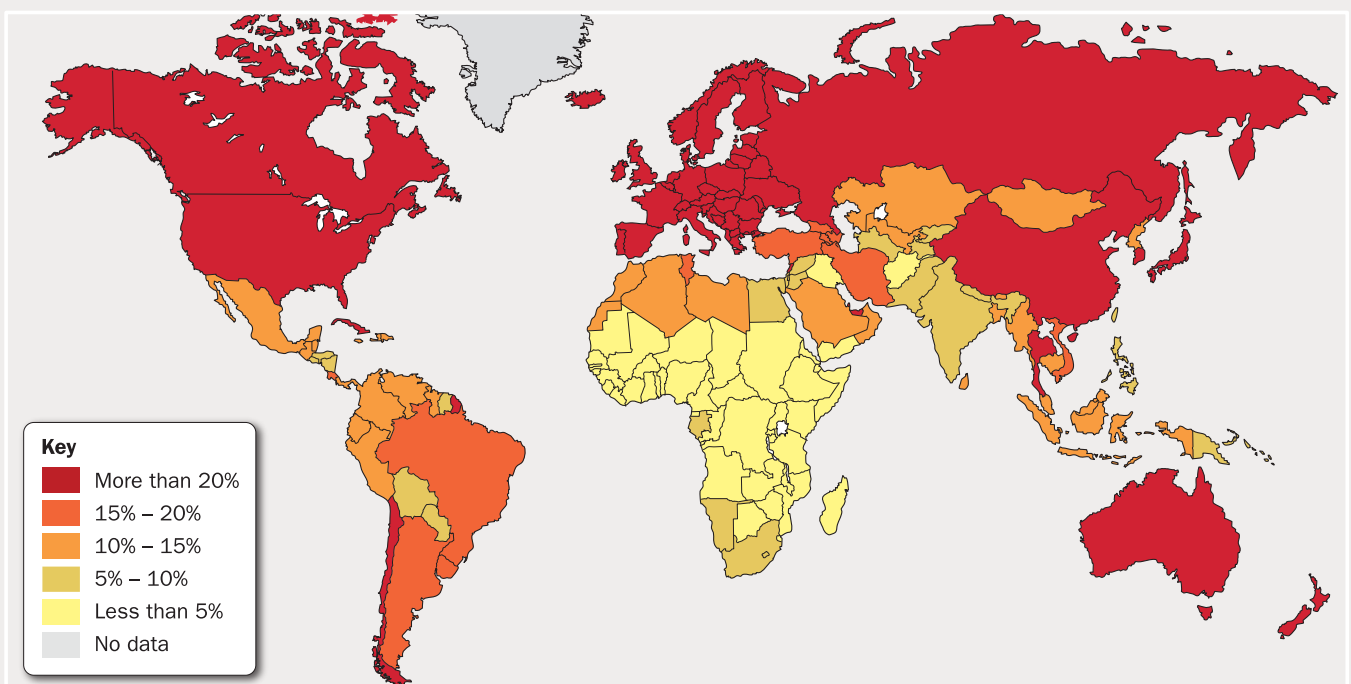 Key
More than 20%
15% – 20%
10% – 15%
5% – 10%
Less than 5%
No data